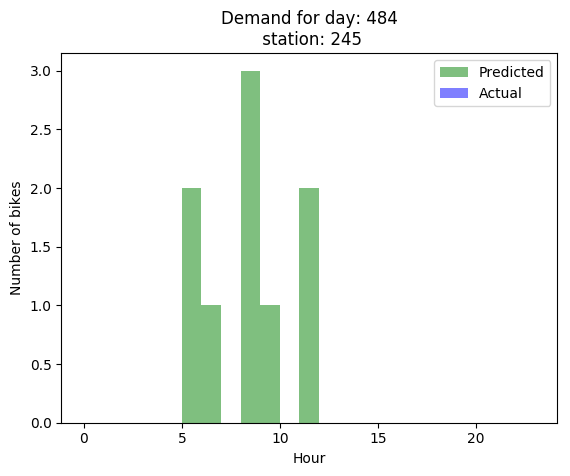 Demand for day: 484
station: 245
Predicted
Actual
Number of bikes
3.0
2.5
2.0
1.5
1.0
0.5
0.0
0 5 10 15 20
Hour